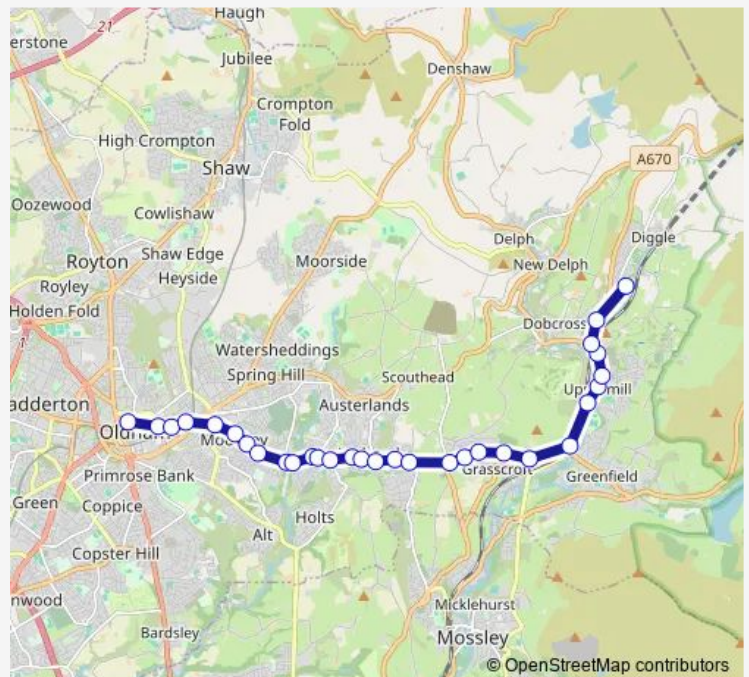 Haugh
21
erstone
Jubilee
Denshaw
Crompton
Fold
High Crompton
A670
Shaw
Oozewood
Cowlishaw
Delph
Diggle
Royton
Shaw Edge
Moorside
New Delph
Royley
Heyside
Holden Fold
1
Dobcross
Watersheddings
Spring Hill
Scouthead
adderton
Austerlands
Oldham
Grasscroft
Greenfield
Primrose Bank
Green
Coppice
Holts
Alt
Copster Hill
nwood
Micklehurst
Bardsley
Mossley
© OpenStreetMap contributors